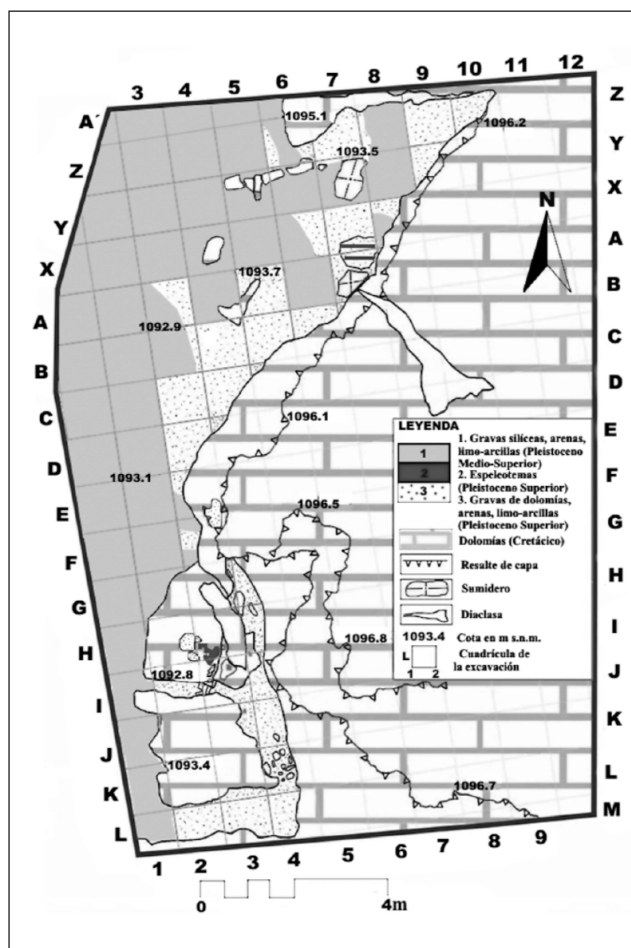 3 4 5 6 7 8 9 10 11 12
A´
Z
Y
X
A
B
C
D
E
F
G
H
I
J
K
L
Z
Y
X
A
B
C
D
E
F
G
H
I
J
K
L
M
1095.1
1096.2
1093.5
N
1093.7
1092.9
1096.1
1093.1
1096.5
1096.8
1092.8
1093.4
1096.7
LEYENDA
1 1. Gravas silíceas, arenas,
limo-arcillas (Pleistoceno
Medio-Superior)
2 2. Espeleotemas
(Pleistoceno Superior)
3 3. Gravas de dolomías,
arenas, limo-arcillas
(Pleistoceno Superior)
Dolomías (Cretácico)
Resalte de capa
Sumidero
Diaclasa
1093.4 Cota en m s.n.m.
L Cuadrícula de
la excavación
1 2
1 2 3 4 5 6 7 8 9
0 4m